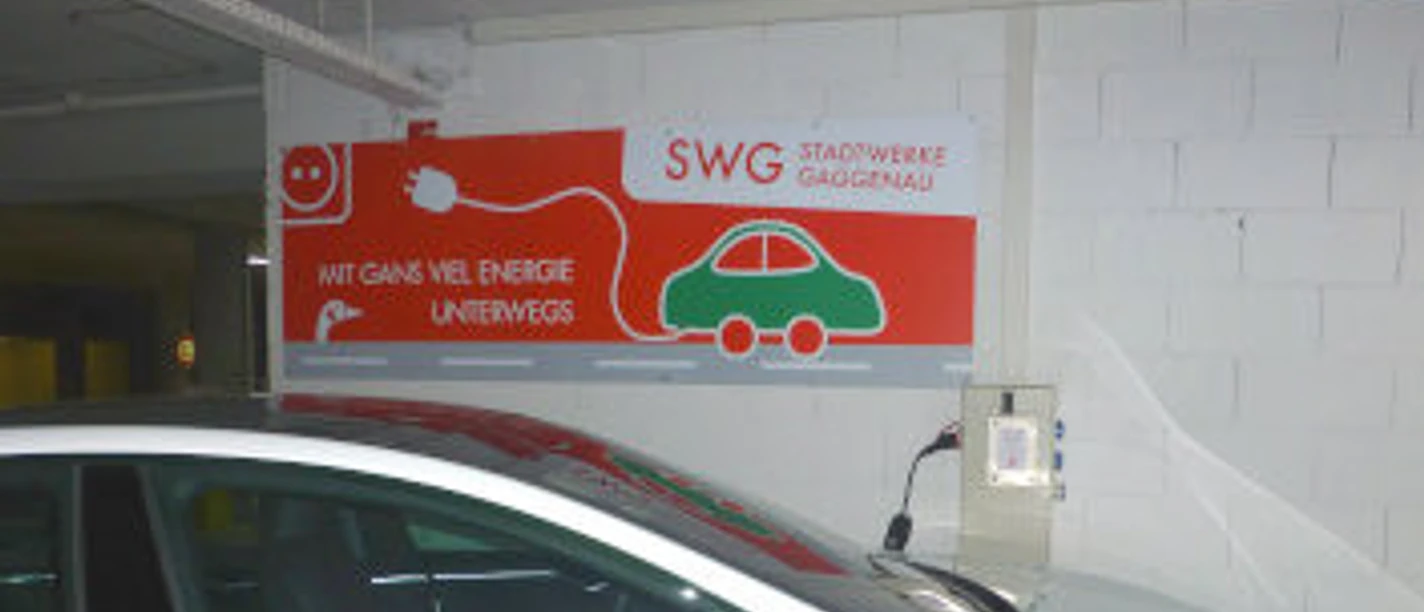 SWG STADTWERKE
GAGGENAU
MIT GANS VIEL ENERGIE
UNTERWEGS